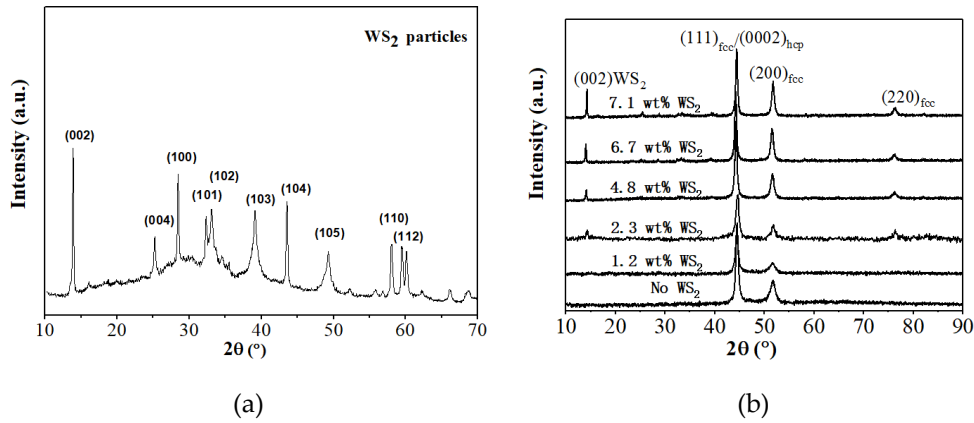 WS2 particles
Intensity (a.u.)
(002)
(004)
(100)
(101)
(102)
(103)
(104)
(105)
(110)
(112)
10 20 30 40 50 60 70
2θ (°)
(a)
Intensity (a.u.)
(111)fcc/(0002)hcp
(002)WS2
(200)fcc
(220)fcc
7.1 wt% WS2
6.7 wt% WS2
4.8 wt% WS2
2.3 wt% WS2
1.2 wt% WS2
No WS2
10 20 30 40 50 60 70 80 90
2θ (°)
(b)